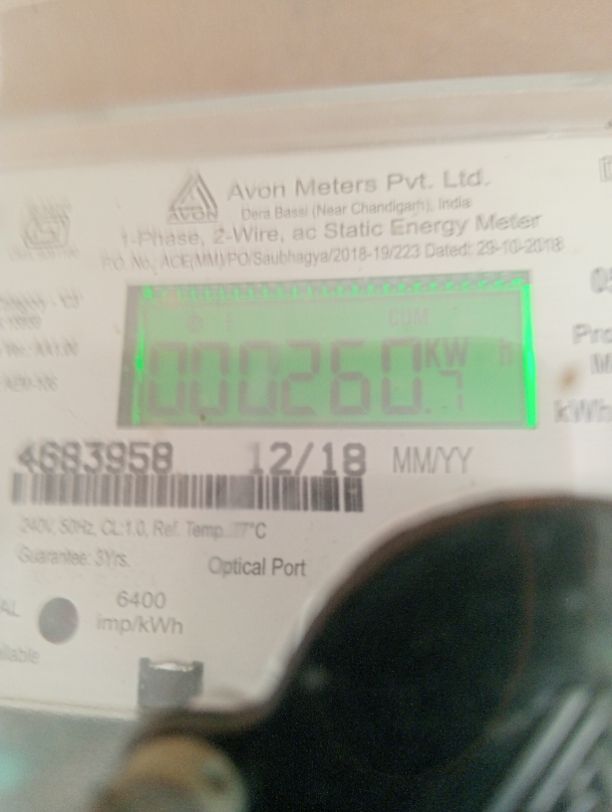 AVON
Avon Meters Pvt. Ltd.
Dera Bassi (Near Chandigarh), India
1-Phase, 2-Wire, ac Static Energy Meter
P.O. No. ACE(MM)/PO/Saubhagya/2018-19/223 Dated: 29-10-2018
CUM
000260.7 KW
kWh
4683958 12/18 MM/YY
240V, 50Hz, CL:1.0, Ref. Temp. 27°C
Guarantee: 3Yrs. Optical Port
6400
imp/kWh